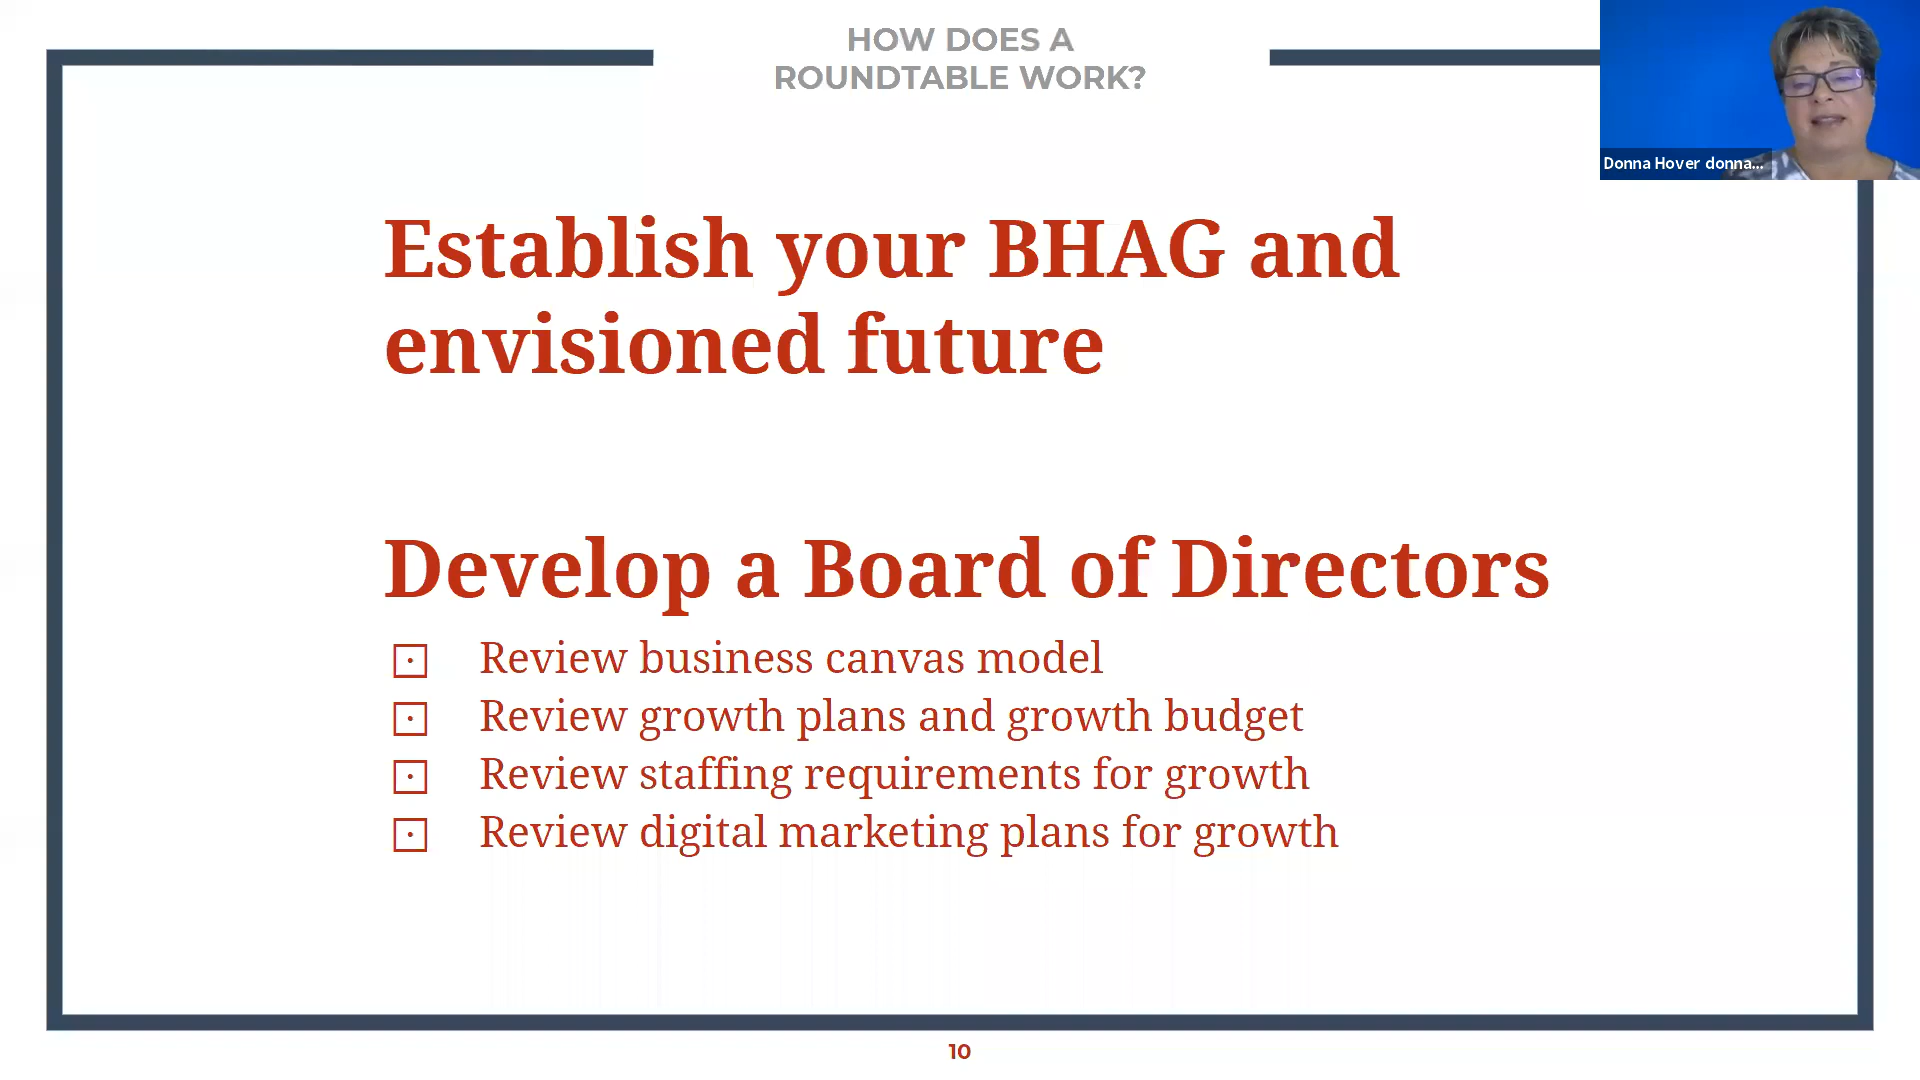 HOW DOES A
ROUNDTABLE WORK?
Donna Hover donna...
Establish your BHAG and
envisioned future
Develop a Board of Directors
Review business canvas model
Review growth plans and growth budget
Review staffing requirements for growth
Review digital marketing plans for growth
10